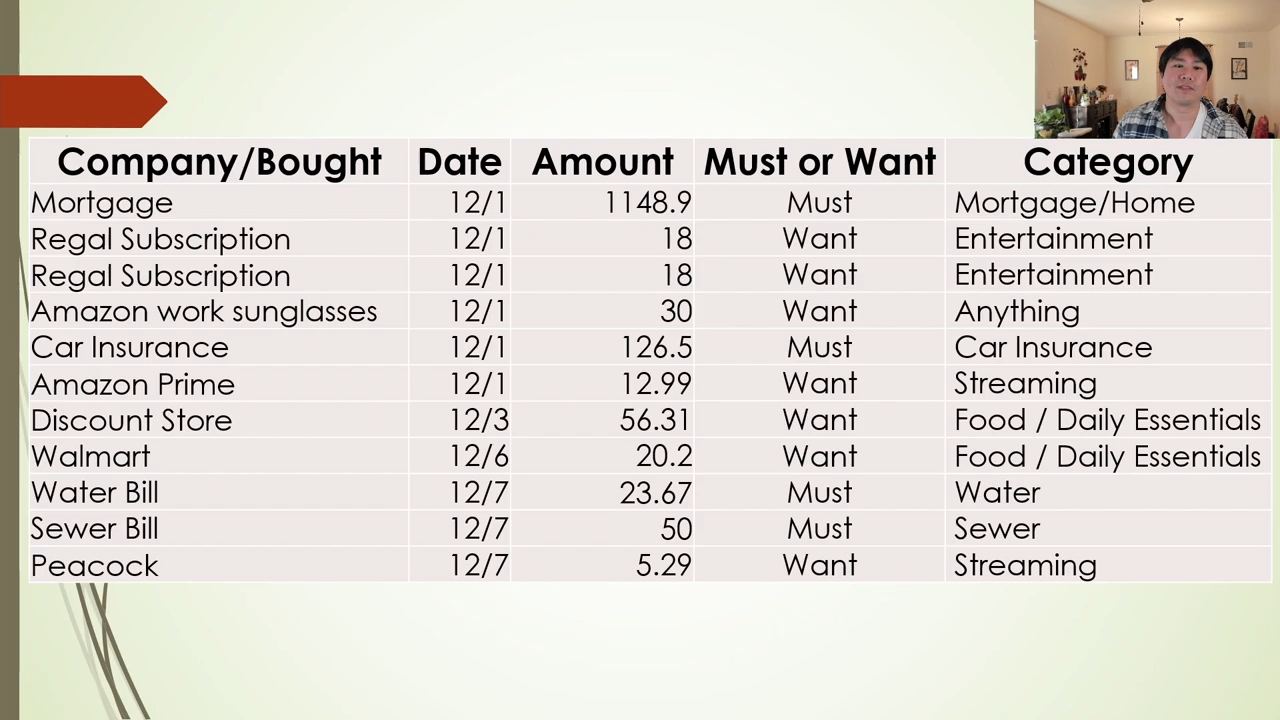 Company/Bought Date Amount Must or Want Category
Mortgage 12/1 1148.9 Must Mortgage/Home
Regal Subscription 12/1 18 Want Entertainment
Regal Subscription 12/1 18 Want Entertainment
Amazon work sunglasses 12/1 30 Want Anything
Car Insurance 12/1 126.5 Must Car Insurance
Amazon Prime 12/1 12.99 Want Streaming
Discount Store 12/3 56.31 Want Food / Daily Essentials
Walmart 12/6 20.2 Want Food / Daily Essentials
Water Bill 12/7 23.67 Must Water
Sewer Bill 12/7 50 Must Sewer
Peacock 12/7 5.29 Want Streaming